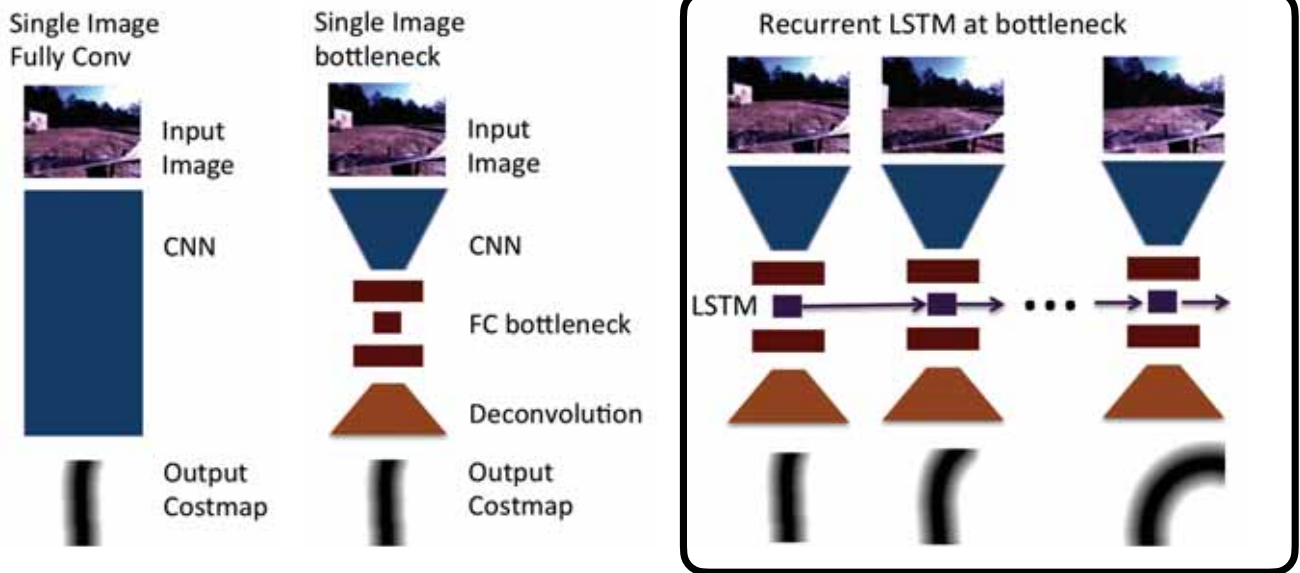 Single Image
Fully Conv
Input
Image
CNN
Output
Costmap
Single Image
bottleneck
Input
Image
CNN
FC bottleneck
Deconvolution
Output
Costmap
Recurrent LSTM at bottleneck
LSTM